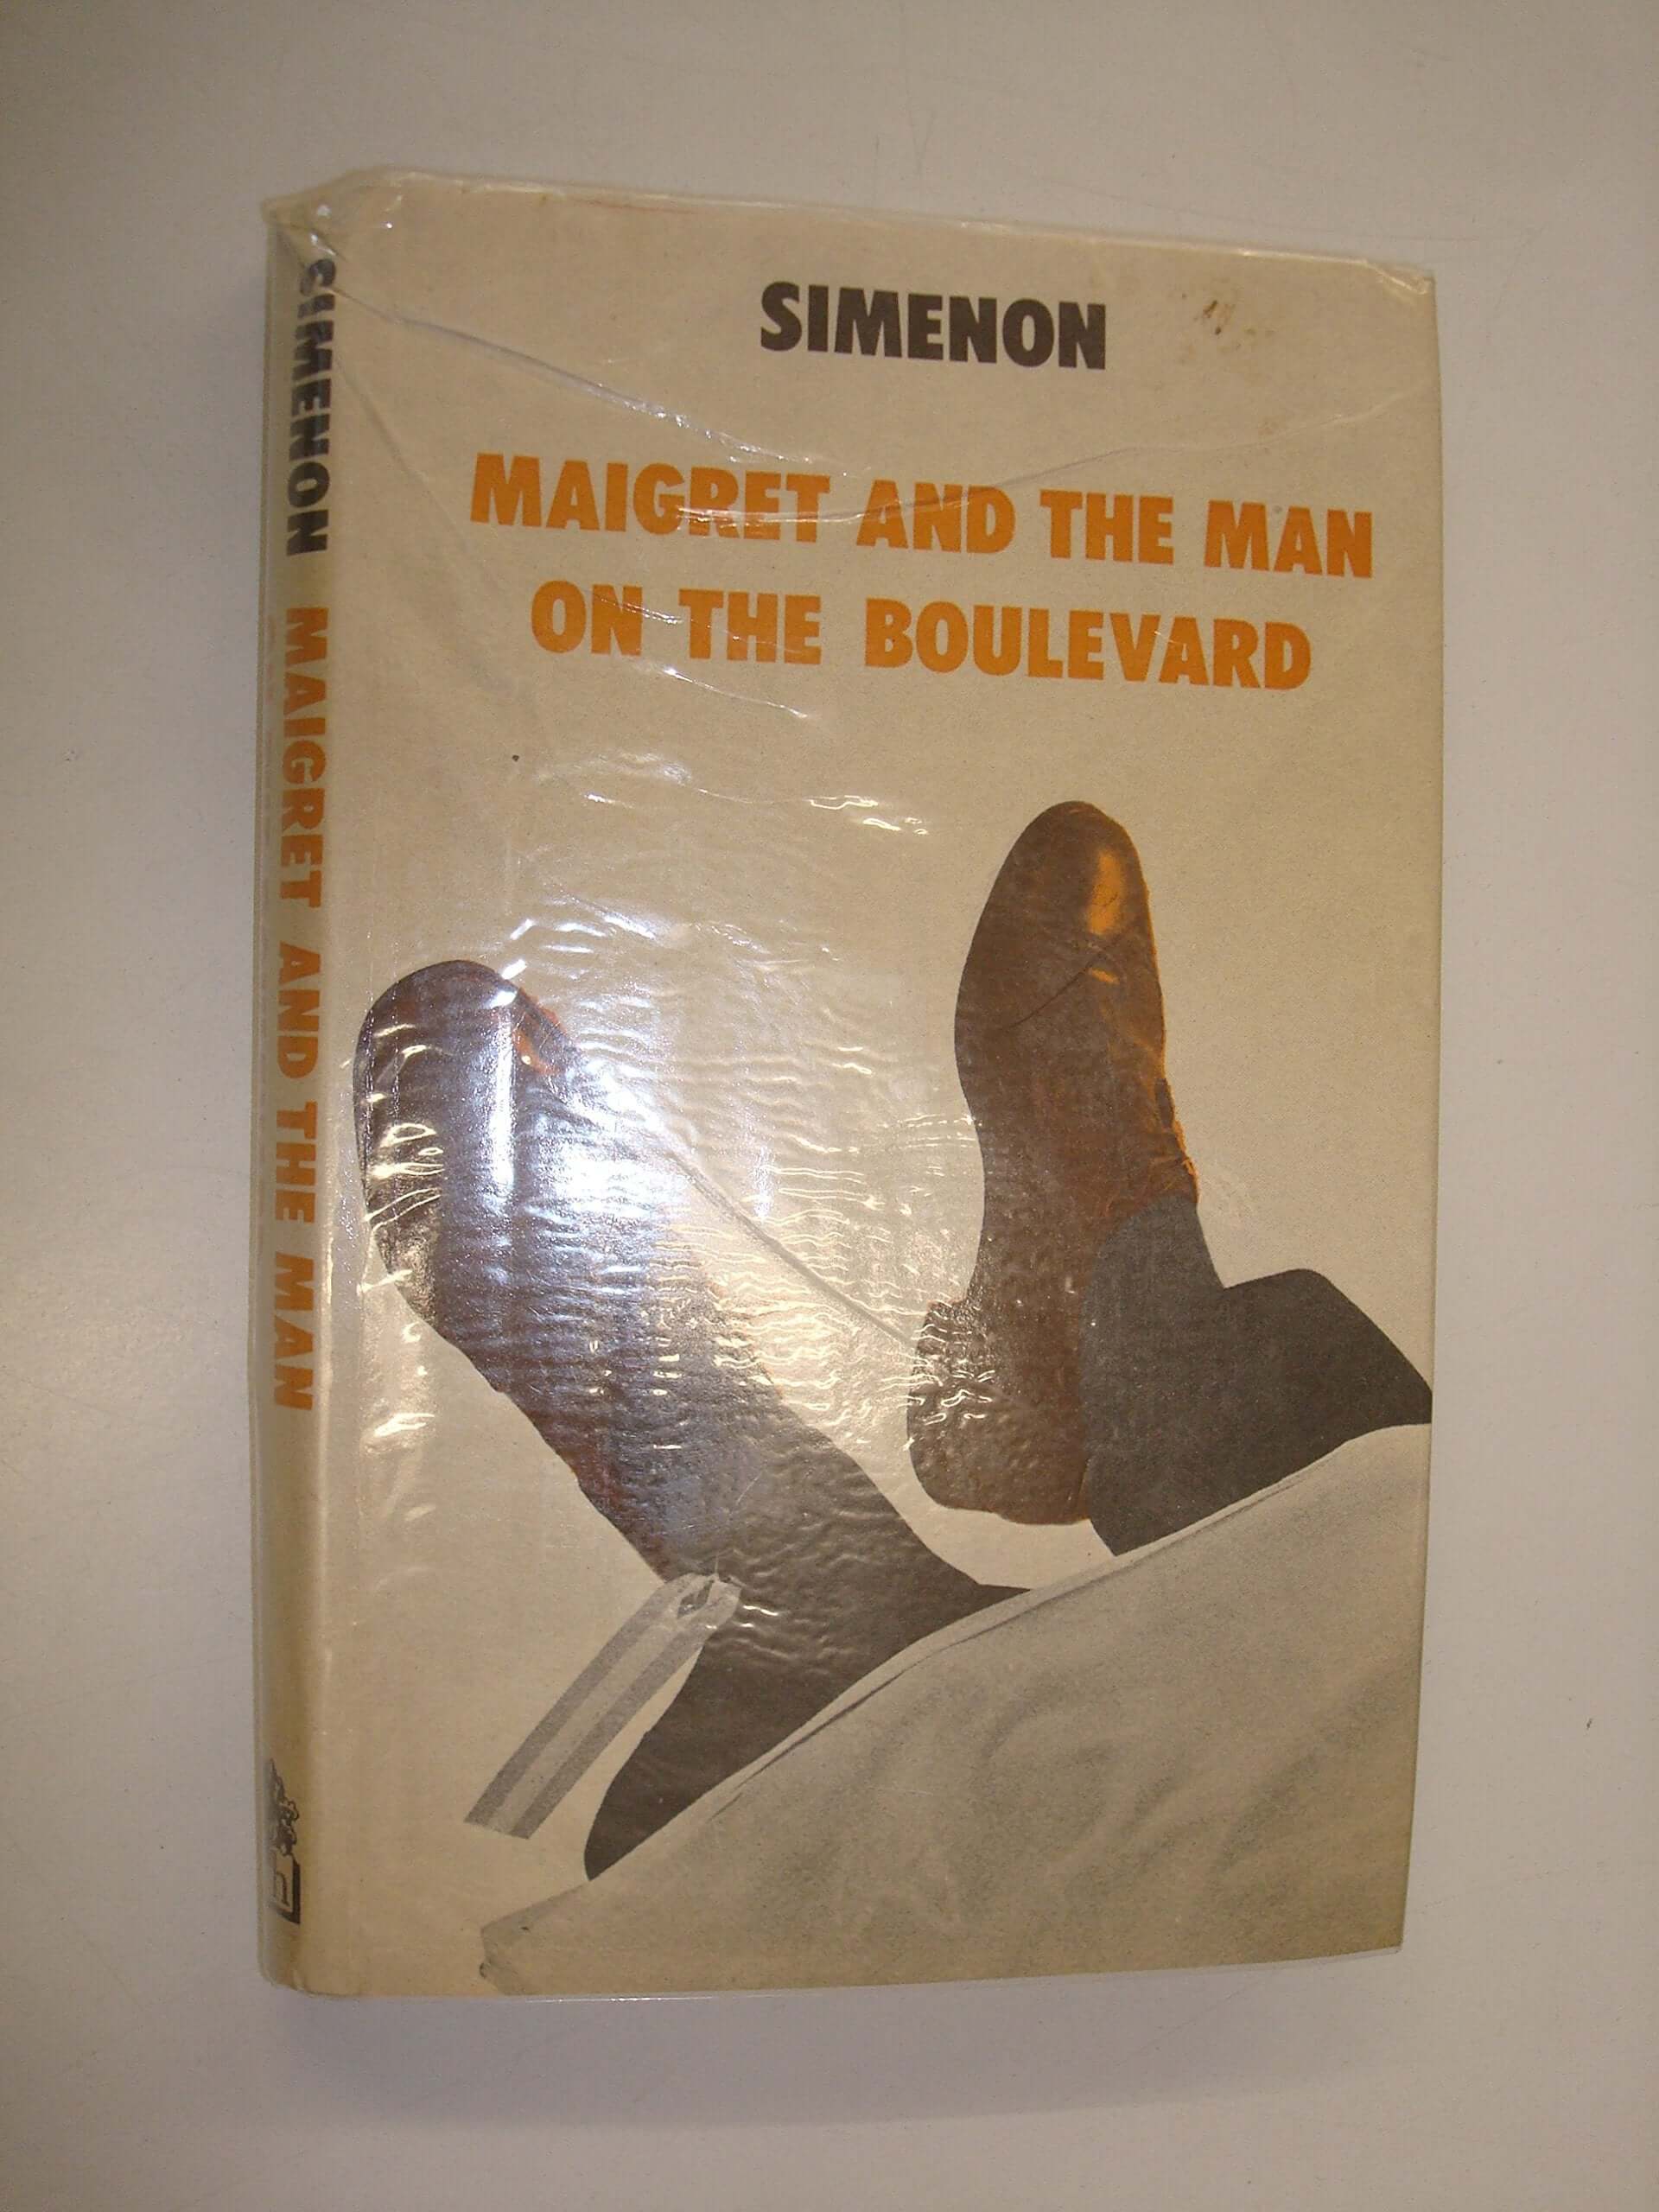 SIMENON
MAIGRET AND THE MAN
ON THE BOULEVARD
SIMENON MAIGRET AND THE MAN
h